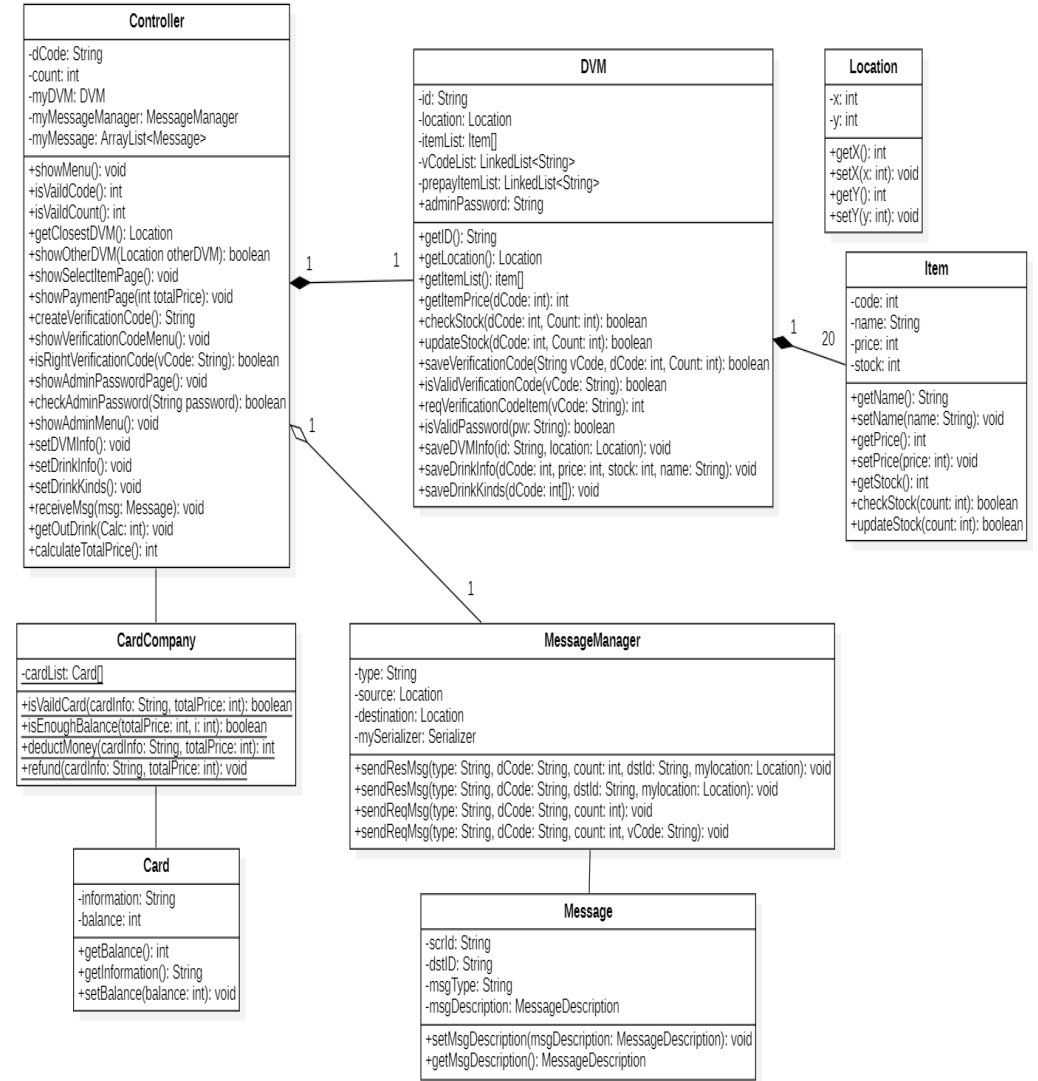 Controller
-dCode: String
-count: int
-myDVM: DVM
-myMessageManager: MessageManager
-myMessage: ArrayList<Message>
+showMenu(): void
+isVaildCode(): int
+isVaildCount(): int
+getClosestDVM(): Location
+showOtherDVM(Location otherDVM): boolean
+showSelectItemPage(): void
+showPaymentPage(int totalPrice): void
+createVerificationCode(): String
+showVerificationCodeMenu(): void
+isRightVerificationCode(vCode: String): boolean
+showAdminPasswordPage(): void
+checkAdminPassword(String password): boolean
+showAdminMenu(): void
+setDVMInfo(): void
+setDrinkInfo(): void
+setDrinkKinds(): void
+receiveMsg(msg: Message): void
+getOutDrink(Calc: int): void
+calculateTotalPrice(): int
1
1
DVM
-id: String
-location: Location
-itemList: Item[]
-vCodeList: LinkedList<String>
-prepayItemList: LinkedList<String>
+adminPassword: String
+getID(): String
+getLocation(): Location
+getItemList(): item[]
+getItemPrice(dCode: int): int
+checkStock(dCode: int, Count: int): boolean
+updateStock(dCode: int, Count: int): boolean
+saveVerificationCode(String vCode, dCode: int, Count: int): boolean
+isValidVerificationCode(vCode: String): boolean
+reqVerificationCodeItem(vCode: String): int
+isValidPassword(pw: String): boolean
+saveDVMInfo(id: String, location: Location): void
+saveDrinkInfo(dCode: int, price: int, stock: int, name: String): void
+saveDrinkKinds(dCode: int[]): void
Location
-x: int
-y: int
+getX(): int
+setX(x: int): void
+getY(): int
+setY(y: int): void
1
20
Item
-code: int
-name: String
-price: int
-stock: int
+getName(): String
+setName(name: String): void
+getPrice(): int
+setPrice(price: int): void
+getStock(): int
+checkStock(count: int): boolean
+updateStock(count: int): boolean
1
1
CardCompany
-cardList: Card[]
+isVaildCard(cardInfo: String, totalPrice: int): boolean
+isEnoughBalance(totalPrice: int, i: int): boolean
+deductMoney(cardInfo: String, totalPrice: int): int
+refund(cardInfo: String, totalPrice: int): void
MessageManager
-type: String
-source: Location
-destination: Location
-mySerializer: Serializer
+sendResMsg(type: String, dCode: String, count: int, dstId: String, mylocation: Location): void
+sendResMsg(type: String, dCode: String, dstId: String, mylocation: Location): void
+sendReqMsg(type: String, dCode: String, count: int): void
+sendReqMsg(type: String, dCode: String, count: int, vCode: String): void
Card
-information: String
-balance: int
+getBalance(): int
+getInformation(): String
+setBalance(balance: int): void
Message
-scrId: String
-dstID: String
-msgType: String
-msgDescription: MessageDescription
+setMsgDescription(msgDescription: MessageDescription): void
+getMsgDescription(): MessageDescription